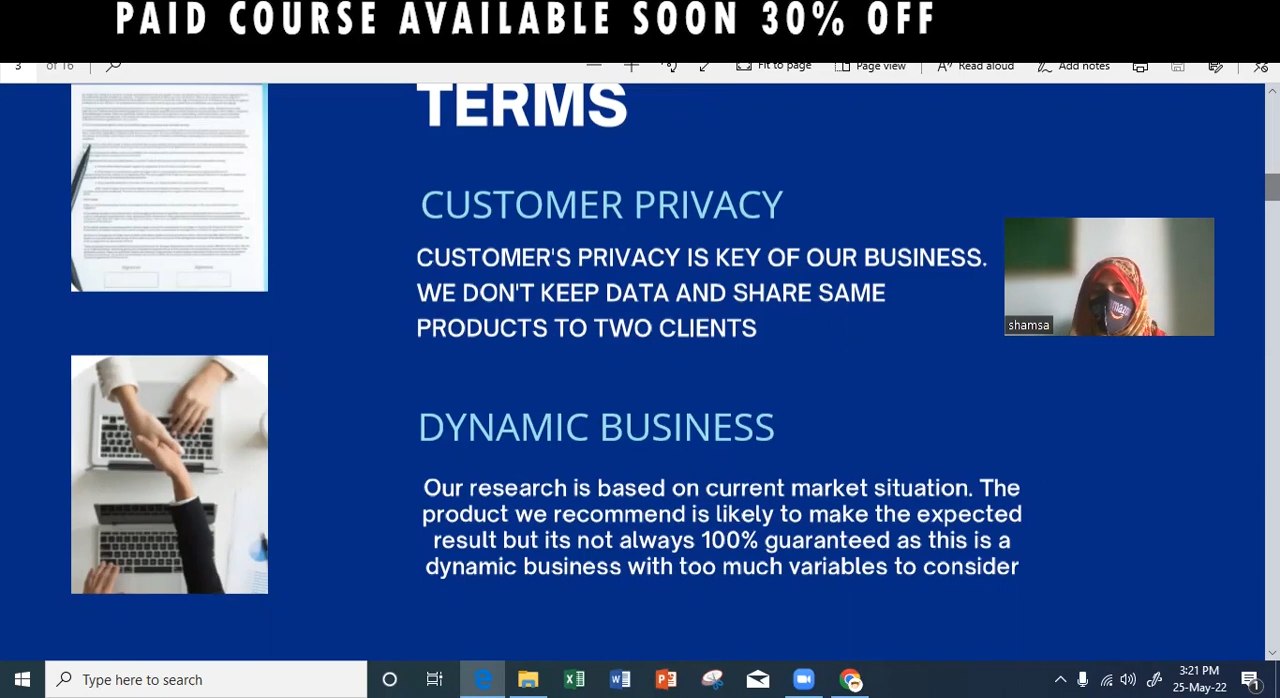 PAID COURSE AVAILABLE SOON 30% OFF
3 of 16 Fit to page Page view Read aloud Add notes
TERMS
CUSTOMER PRIVACY
CUSTOMER'S PRIVACY IS KEY OF OUR BUSINESS.
WE DON'T KEEP DATA AND SHARE SAME
PRODUCTS TO TWO CLIENTS
shamsa
DYNAMIC BUSINESS
Our research is based on current market situation. The
product we recommend is likely to make the expected
result but its not always 100% guaranteed as this is a
dynamic business with too much variables to consider
Type here to search
3:21 PM
25-May-22
1